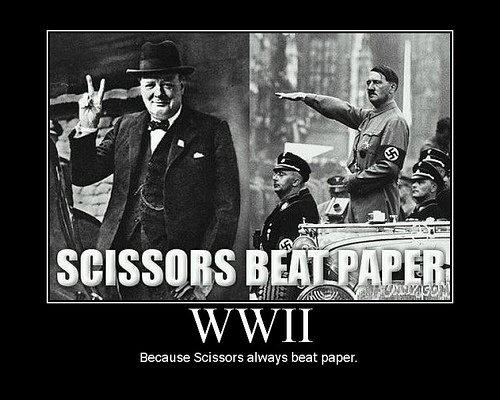 SCISSORS BEAT PAPER
WWII
Because Scissors always beat paper.